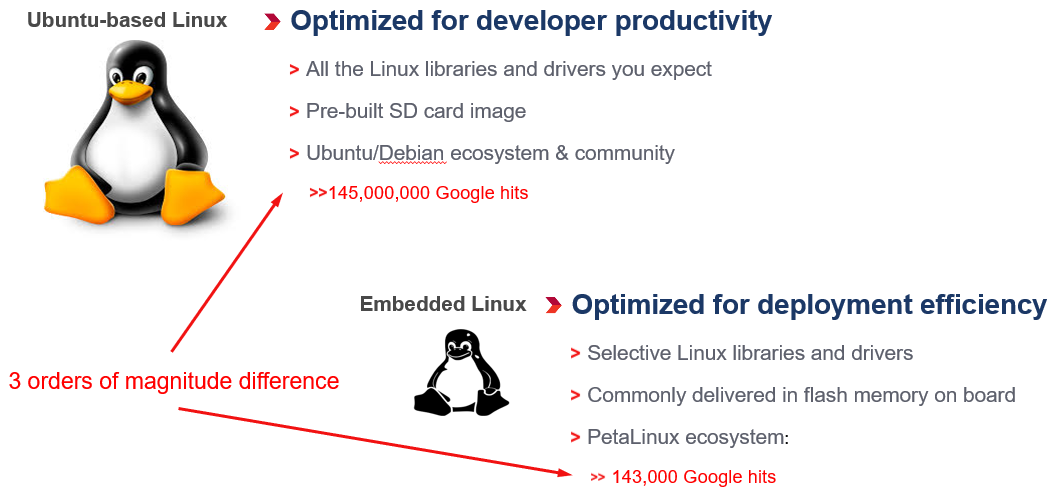 Ubuntu-based Linux
Optimized for developer productivity
> All the Linux libraries and drivers you expect
> Pre-built SD card image
> Ubuntu/Debian ecosystem & community
>>145,000,000 Google hits
Embedded Linux
Optimized for deployment efficiency
> Selective Linux libraries and drivers
> Commonly delivered in flash memory on board
> PetaLinux ecosystem:
>> 143,000 Google hits
3 orders of magnitude difference